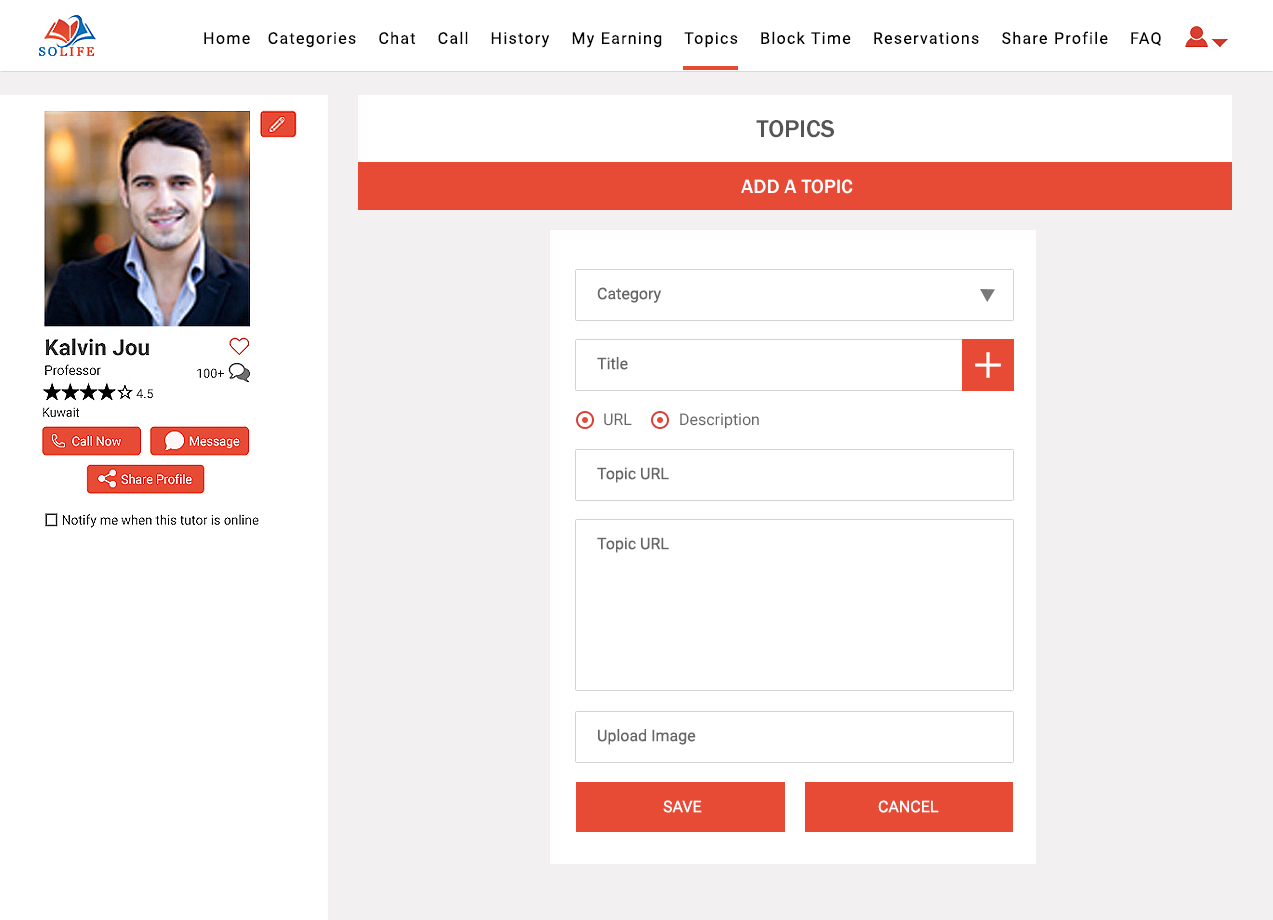 SOLIFE
Home Categories Chat Call History My Earning Topics Block Time Reservations Share Profile FAQ
Kalvin Jou
Professor
100+
4.5
Kuwait
Call Now Message
Share Profile
Notify me when this tutor is online
TOPICS
ADD A TOPIC
Category
Title
URL Description
Topic URL
Topic URL
Upload Image
SAVE CANCEL